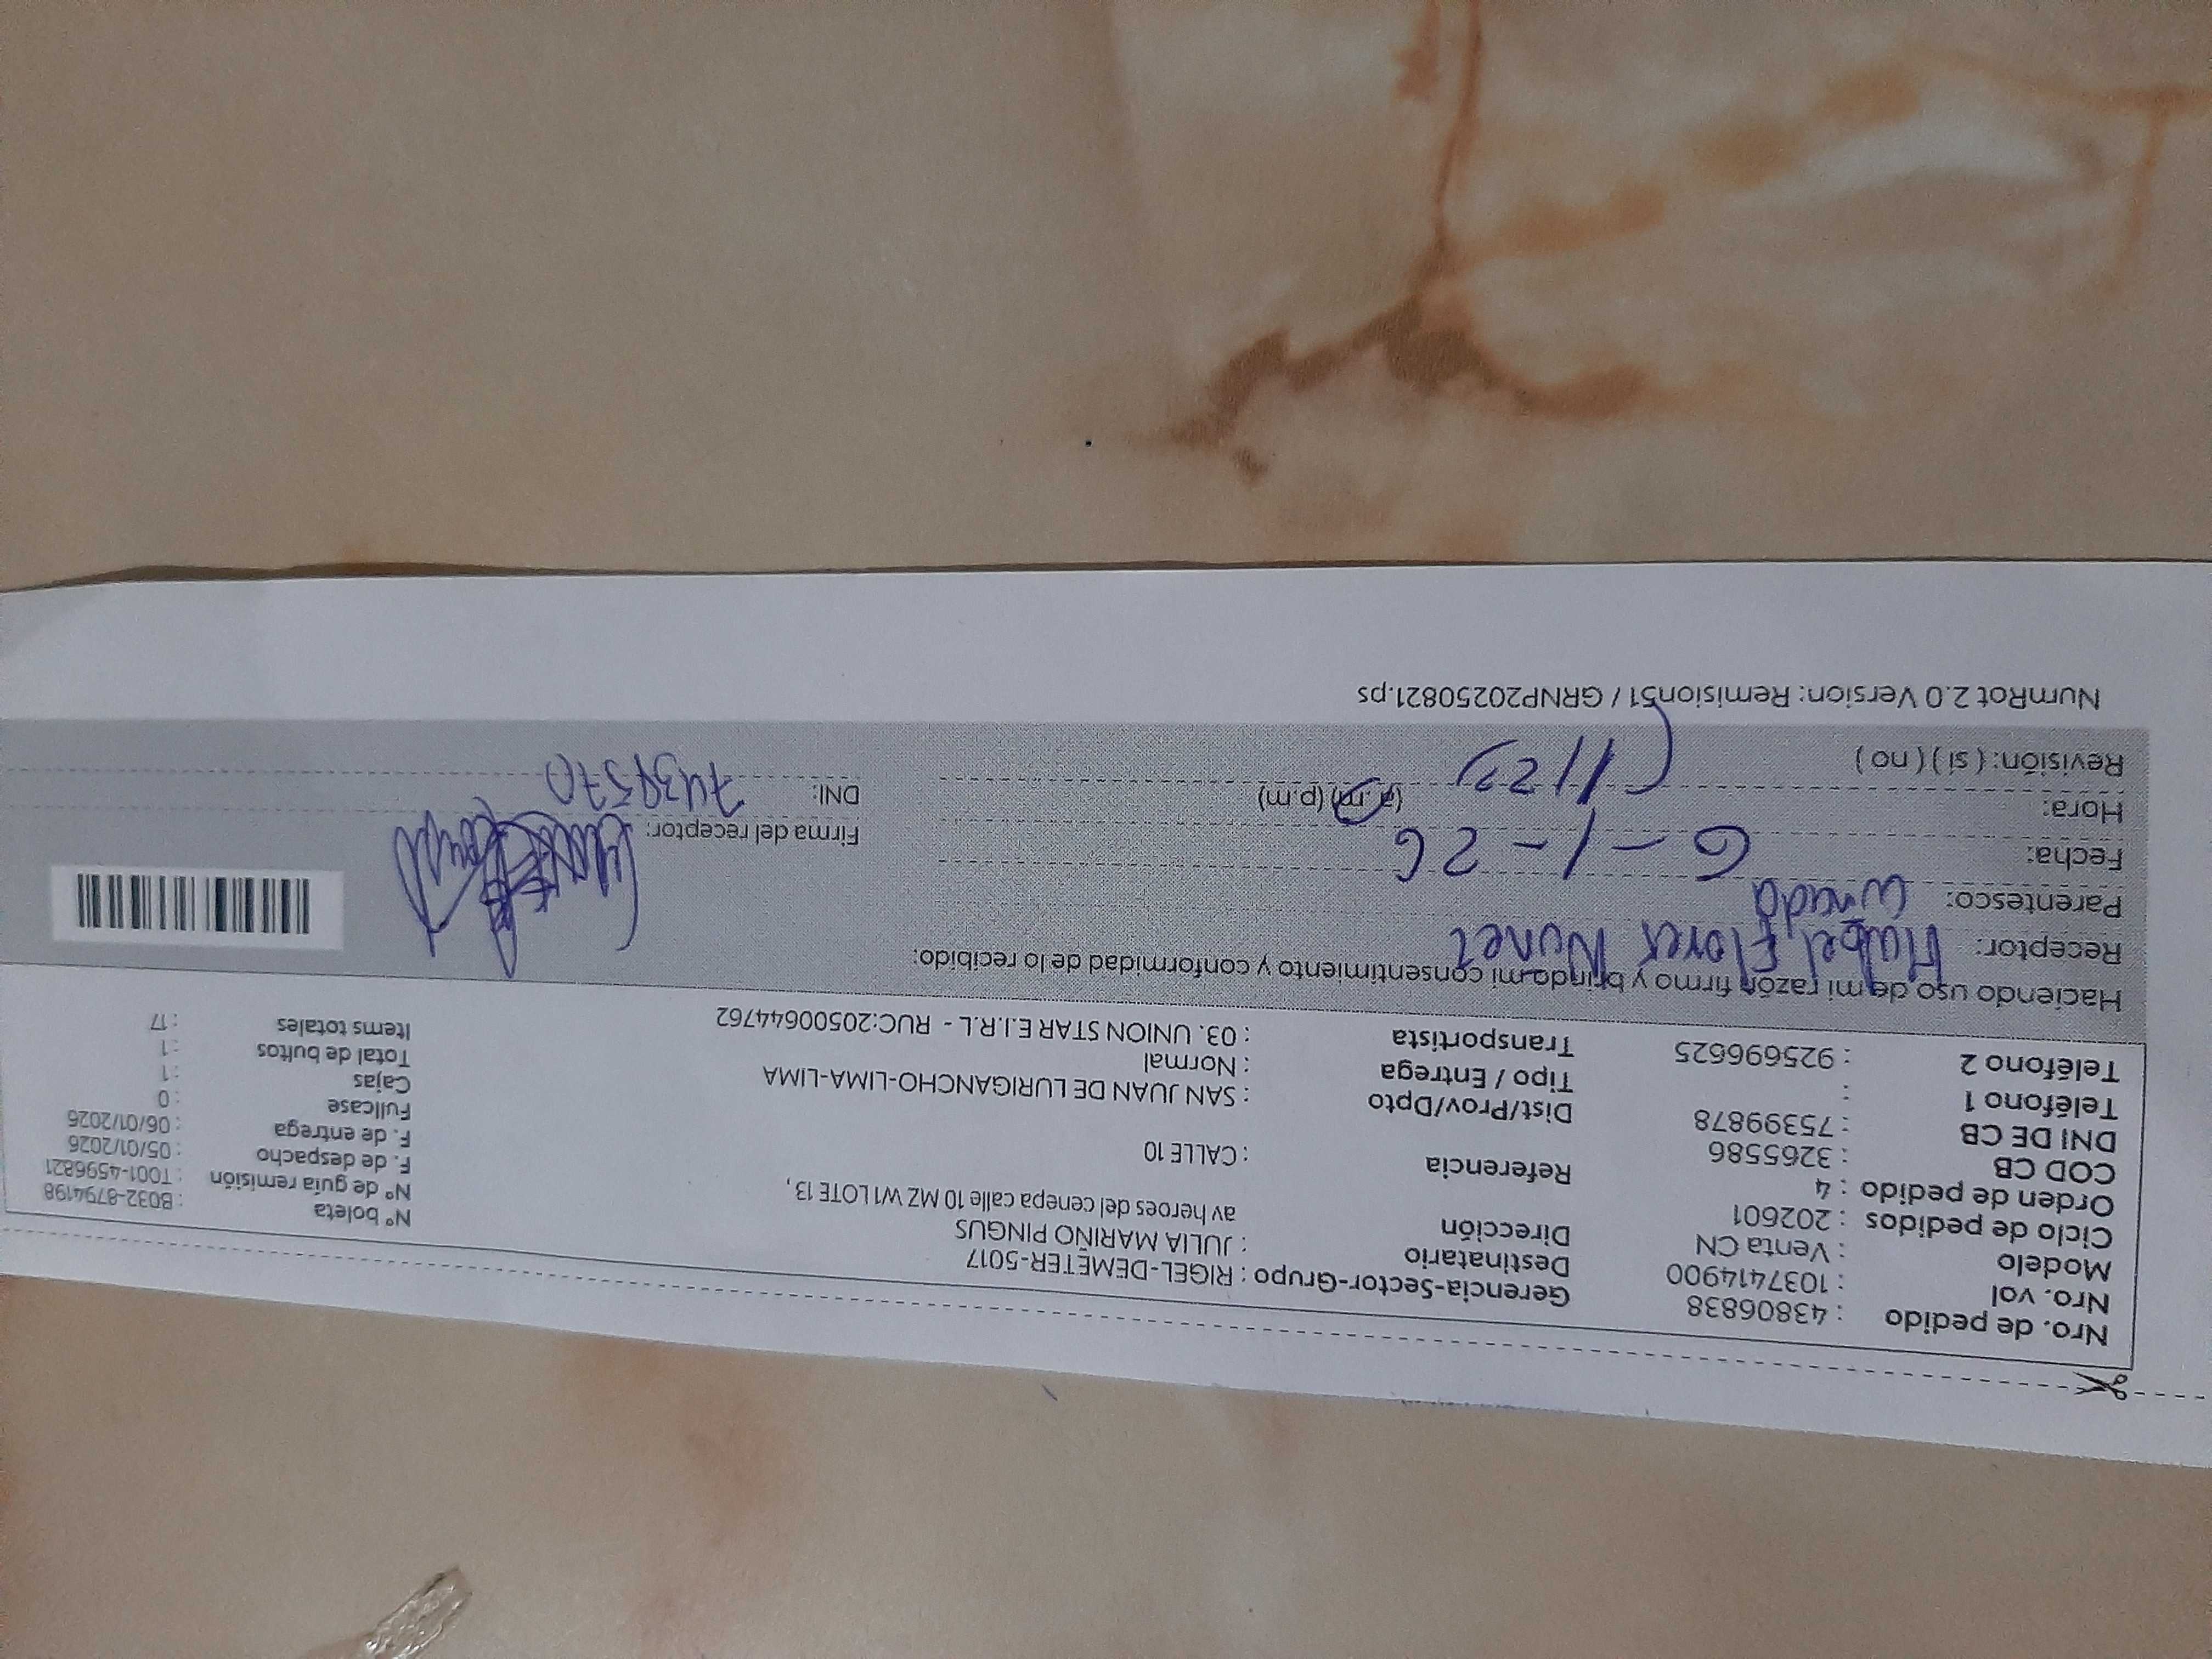 Nro. de pedido : 43806838 Gerencia-Sector-Grupo : RIGEL-DEMÉTER-5017 Nº boleta : B032-8794198
Nro. vol : 1037414900 Destinatario : JULIA MARIÑO PINGUS Nº de guía remisión : T001-4596821
Modelo : Venta CN Dirección av heroes del cenepa calle 10 MZ W1 LOTE 13, F. de despacho : 05/01/2026
Ciclo de pedidos : 202601 F. de entrega : 06/01/2026
Orden de pedido : 4 Referencia : CALLE 10 Fullcase : 0
COD CB : 3265586 Cajas : 1
DNI DE CB : 75399878 Dist/Prov/Dpto : SAN JUAN DE LURIGANCHO-LIMA-LIMA Total de bultos : 1
Teléfono 1 : Tipo / Entrega : Normal Items totales : 17
Teléfono 2 : 925696625 Transportista : 03. UNION STAR E.I.R.L - RUC:20500644762
Haciendo uso de mi razón firmo y brindo mi consentimiento y conformidad de lo recibido:
Receptor: Flores
Parentesco:
Fecha: 6-1-26 Firma del receptor:
Hora: (a.m) (p.m) DNI:
Revisión: ( sí ) ( no )
NumRot 2.0 Version: Remision51 / GRNP20250821.ps